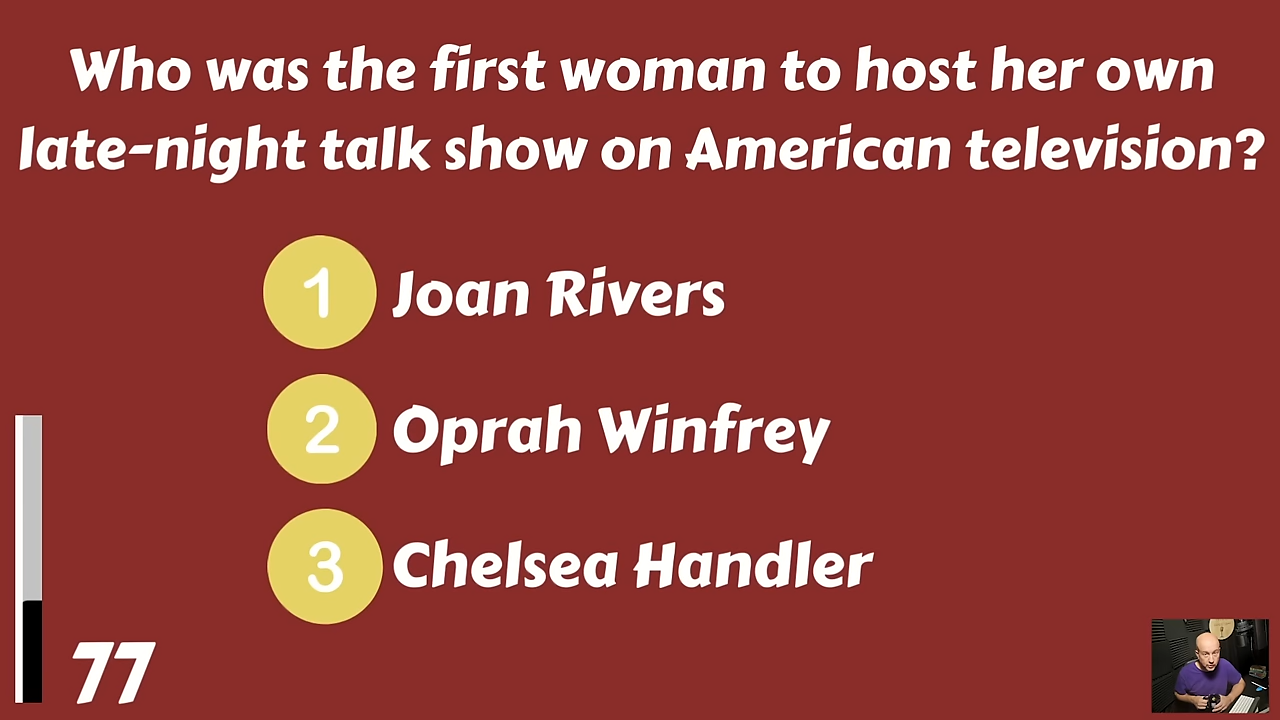 Who was the first woman to host her own
late-night talk show on American television?
1 Joan Rivers
2 Oprah Winfrey
3 Chelsea Handler
77